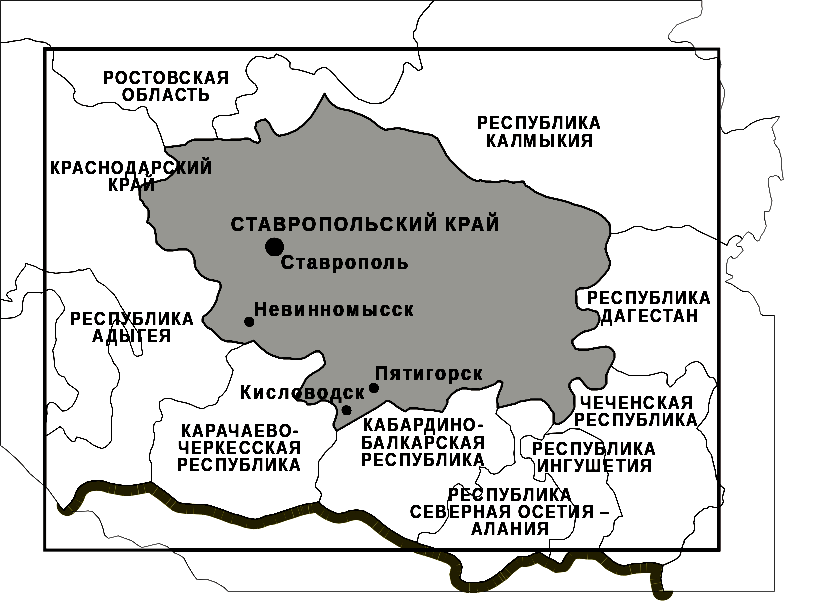 РОСТОВСКАЯ
ОБЛАСТЬ
РЕСПУБЛИКА
КАЛМЫКИЯ
КРАСНОДАРСКИЙ
КРАЙ
СТАВРОПОЛЬСКИЙ КРАЙ
Ставрополь
Невинномысск
РЕСПУБЛИКА
ДАГЕСТАН
РЕСПУБЛИКА
АДЫГЕЯ
Пятигорск
Кисловодск
ЧЕЧЕНСКАЯ
РЕСПУБЛИКА
КАРАЧАЕВО-
ЧЕРКЕССКАЯ
РЕСПУБЛИКА
КАБАРДИНО-
БАЛКАРСКАЯ
РЕСПУБЛИКА
РЕСПУБЛИКА
ИНГУШЕТИЯ
РЕСПУБЛИКА
СЕВЕРНАЯ ОСЕТИЯ –
АЛАНИЯ